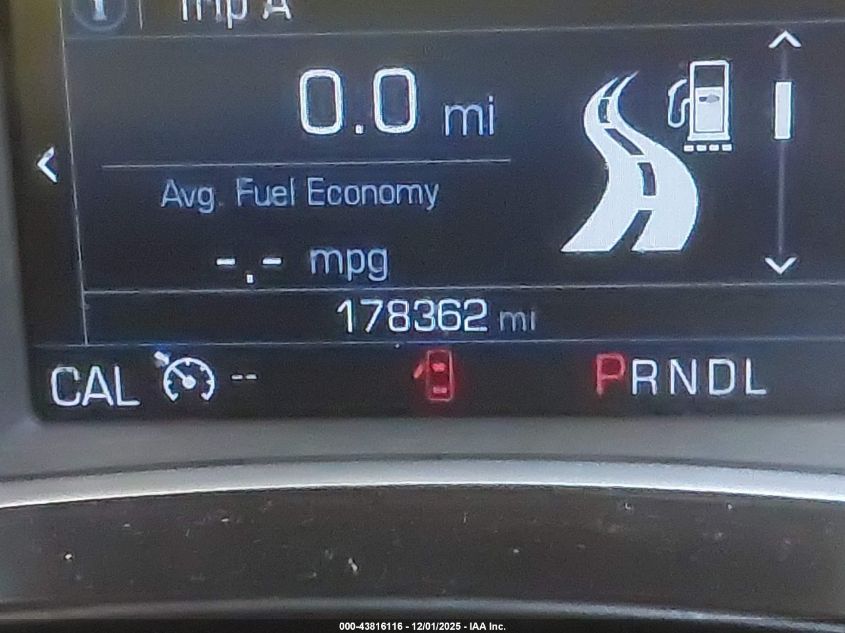 Trip A
0.0 mi
Avg. Fuel Economy
-.- mpg
178362 mi
CAL -- PRNDL
000-43816116 - 12/01/2025 - IAA Inc.